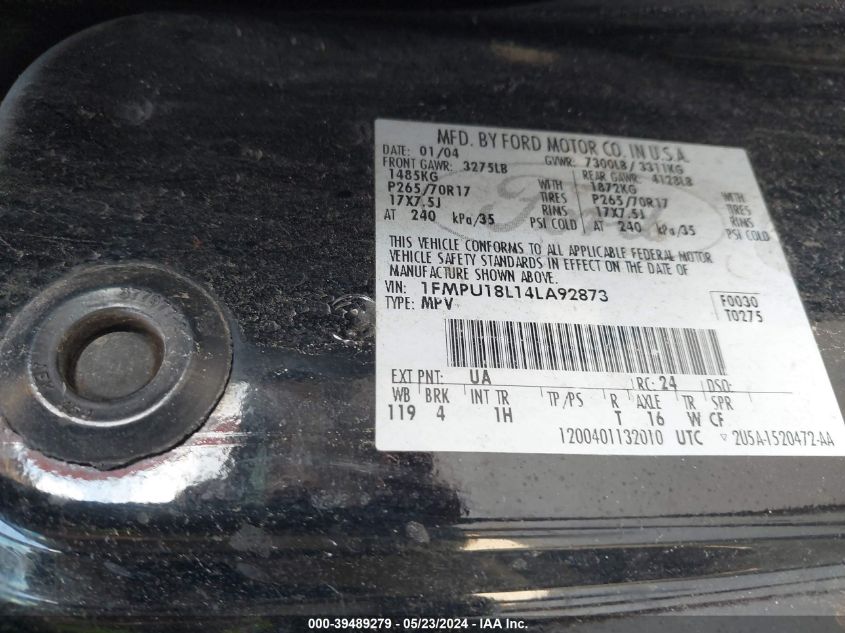 MFD. BY FORD MOTOR CO. IN U.S.A.
DATE: 01/04 GVWR: 7300LB / 3311KG
FRONT GAWR: 3275LB REAR GAWR: 4128LB
1485KG WITH 1872KG WITH
P265/70R17 TIRES P265/70R17 TIRES
17X7.5J RIMS 17X7.5J RIMS
AT 240 kPa/35 PSI COLD AT 240 kPa/35 PSI COLD
Ford
THIS VEHICLE CONFORMS TO ALL APPLICABLE FEDERAL MOTOR
VEHICLE SAFETY STANDARDS IN EFFECT ON THE DATE OF
MANUFACTURE SHOWN ABOVE.
VIN: 1FMPU18L14LA92873 F0030
TYPE: MPV T0275
EXT PNT: UA RC: 24 DSO:
WB BRK INT TR TP/PS R AXLE TR SPR
119 4 1H T 16 W CF
1200401132010 UTC ▽ 2U5A-1520472-AA
000-39489279 - 05/23/2024 - IAA Inc.